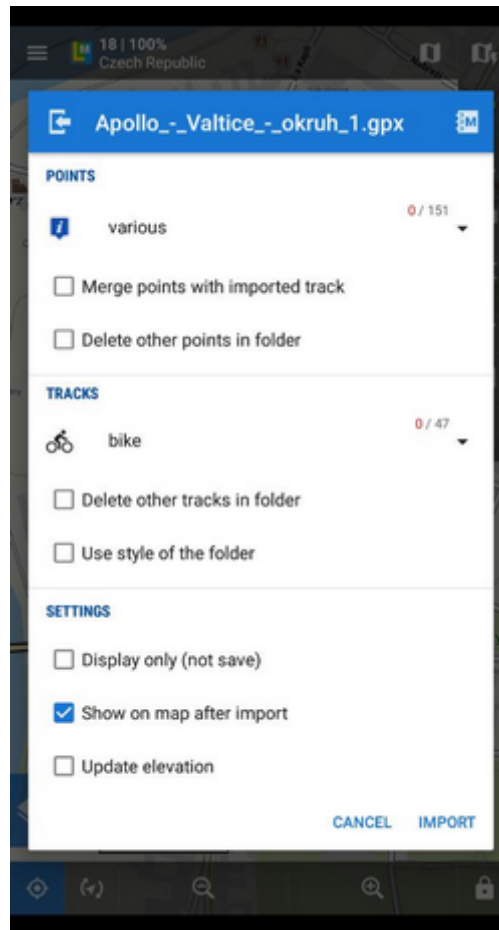 18 | 100%
Czech Republic
Apollo_-_Valtice_-_okruh_1.gpx
POINTS
various
0 / 151
Merge points with imported track
Delete other points in folder
TRACKS
bike
0 / 47
Delete other tracks in folder
Use style of the folder
SETTINGS
Display only (not save)
Show on map after import
Update elevation
CANCEL IMPORT